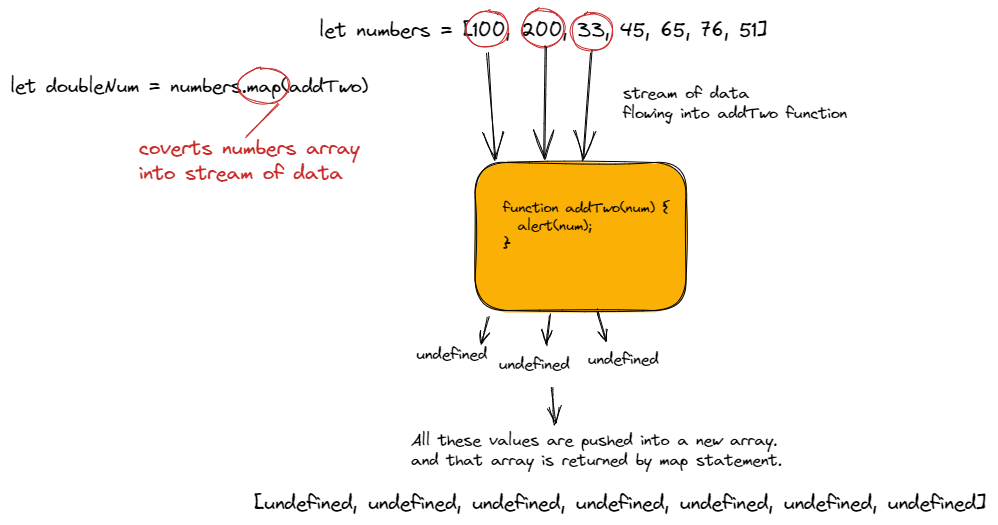 let numbers = [100, 200, 33, 45, 65, 76, 51]
let doubleNum = numbers.map(addTwo)
stream of data
flowing into addTwo function
coverts numbers array
into stream of data
function addTwo(num) {
alert(num);
}
undefined
undefined
undefined
All these values are pushed into a new array.
and that array is returned by map statement.
[undefined, undefined, undefined, undefined, undefined, undefined, undefined]